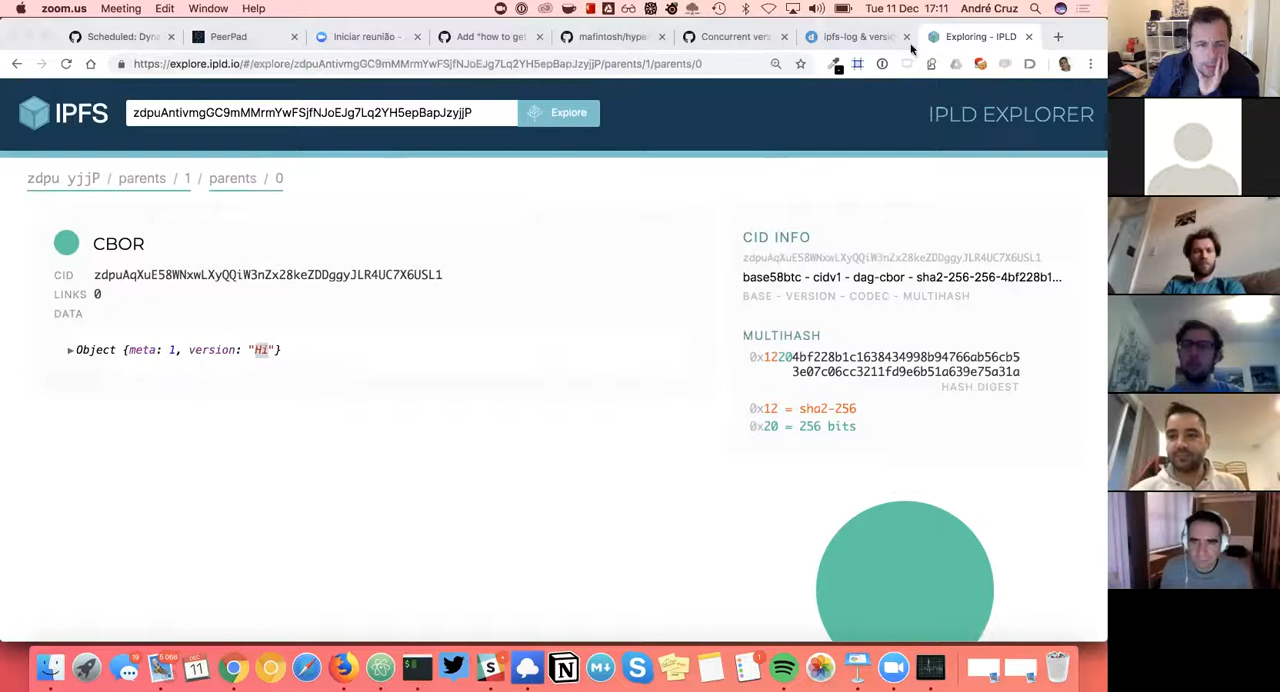 zoom.us Meeting Edit Window Help Tue 11 Dec 17:11 André Cruz
Scheduled: Dyna PeerPad Iniciar reunião - Add "how to get mafintosh/hype Concurrent vers ipfs-log & versi Exploring - IPLD
https://explore.ipld.io/#/explore/zdpuAntivmgGC9mMMrmYwFSjfNJoEJg7Lq2YH5epBapJzyjjP/parents/1/parents/0
IPFS zdpuAntivmgGC9mMMrmYwFSjfNJoEJg7Lq2YH5epBapJzyjjP Explore IPLD EXPLORER
zdpu yjjP / parents / 1 / parents / 0
CBOR
CID zdpuAqXuE58WNxwLXyQQiW3nZx28keZDDggyJLR4UC7X6USL1
LINKS 0
DATA
Object {meta: 1, version: "Hi"}
CID INFO
zdpuAqXuE58WNxwLXyQQiW3nZx28keZDDggyJLR4UC7X6USL1
base58btc - cidv1 - dag-cbor - sha2-256-256-4bf228b1...
BASE - VERSION - CODEC - MULTIHASH
MULTIHASH
0x12204bf228b1c1638434998b94766ab56cb5
3e07c06cc3211fd9e6b51a639e75a31a
HASH DIGEST
0x12 = sha2-256
0x20 = 256 bits